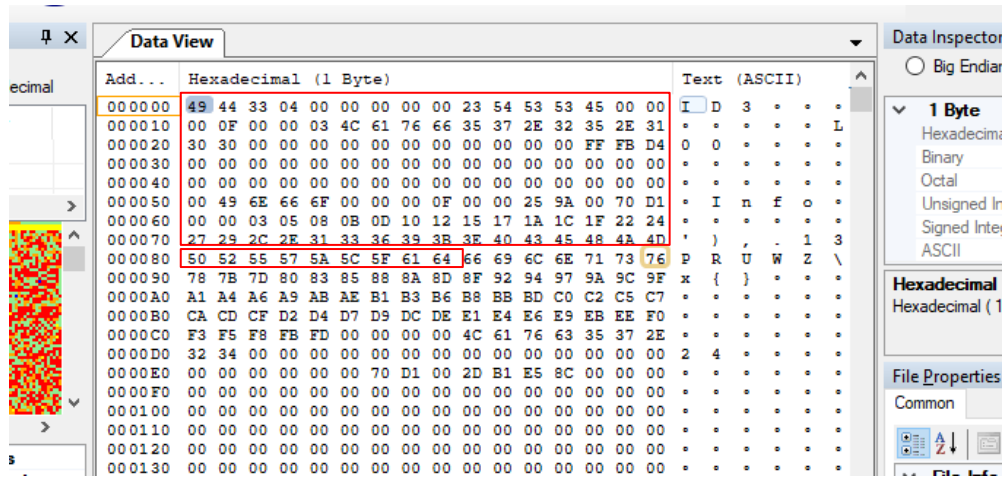 ecimal
Data View
Add... Hexadecimal (1 Byte) Text (ASCII)
000000 49 44 33 04 00 00 00 00 00 23 54 53 53 45 00 00 I D 3 ∘ ∘ ∘
000010 00 0F 00 00 03 4C 61 76 66 35 37 2E 32 35 2E 31 ∘ ∘ ∘ ∘ ∘ L
000020 30 30 00 00 00 00 00 00 00 00 00 00 00 FF FB D4 0 0 ∘ ∘ ∘ ∘
000030 00 00 00 00 00 00 00 00 00 00 00 00 00 00 00 00 ∘ ∘ ∘ ∘ ∘ ∘
000040 00 00 00 00 00 00 00 00 00 00 00 00 00 00 00 00 ∘ ∘ ∘ ∘ ∘ ∘
000050 00 49 6E 66 6F 00 00 00 0F 00 00 25 9A 00 70 D1 ∘ I n f o ∘
000060 00 00 03 05 08 0B 0D 10 12 15 17 1A 1C 1F 22 24 ∘ ∘ ∘ ∘ ∘ ∘
000070 27 29 2C 2E 31 33 36 39 3B 3E 40 43 45 48 4A 4D ' ) , . 1 3
000080 50 52 55 57 5A 5C 5F 61 64 66 69 6C 6E 71 73 76 P R U W Z \
000090 78 7B 7D 80 83 85 88 8A 8D 8F 92 94 97 9A 9C 9F x { } ∘ ∘ ∘
0000A0 A1 A4 A6 A9 AB AE B1 B3 B6 B8 BB BD C0 C2 C5 C7 ∘ ∘ ∘ ∘ ∘ ∘
0000B0 CA CD CF D2 D4 D7 D9 DC DE E1 E4 E6 E9 EB EE F0 ∘ ∘ ∘ ∘ ∘ ∘
0000C0 F3 F5 F8 FB FD 00 00 00 00 4C 61 76 63 35 37 2E ∘ ∘ ∘ ∘ ∘ ∘
0000D0 32 34 00 00 00 00 00 00 00 00 00 00 00 00 00 00 2 4 ∘ ∘ ∘ ∘
0000E0 00 00 00 00 00 00 70 D1 00 2D B1 E5 8C 00 00 00 ∘ ∘ ∘ ∘ ∘ ∘
0000F0 00 00 00 00 00 00 00 00 00 00 00 00 00 00 00 00 ∘ ∘ ∘ ∘ ∘ ∘
000100 00 00 00 00 00 00 00 00 00 00 00 00 00 00 00 00 ∘ ∘ ∘ ∘ ∘ ∘
000110 00 00 00 00 00 00 00 00 00 00 00 00 00 00 00 00 ∘ ∘ ∘ ∘ ∘ ∘
000120 00 00 00 00 00 00 00 00 00 00 00 00 00 00 00 00 ∘ ∘ ∘ ∘ ∘ ∘
000130 00 00 00 00 00 00 00 00 00 00 00 00 00 00 00 00 ∘ ∘ ∘ ∘ ∘ ∘
Data Inspector
Big Endian
1 Byte
Hexadecima
Binary
Octal
Unsigned In
Signed Integ
ASCII
Hexadecimal
Hexadecimal ( 1
File Properties
Common